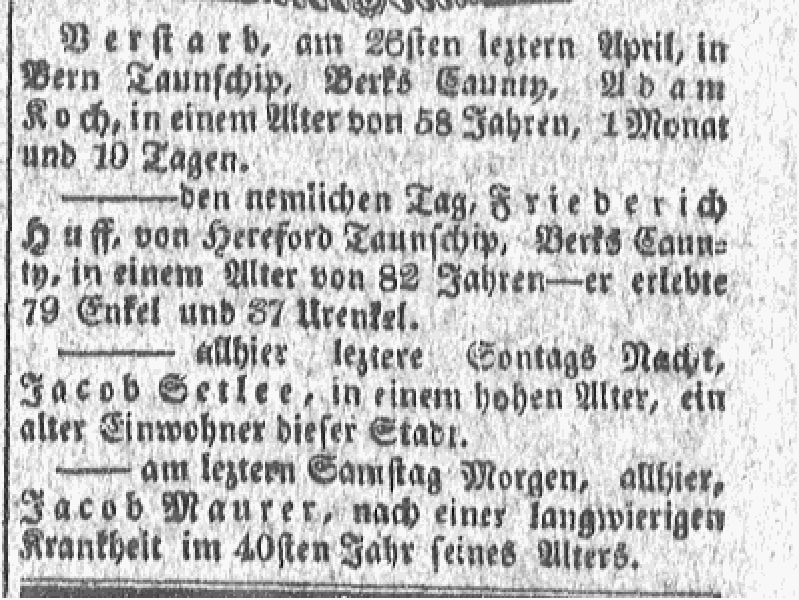 Verstarb, am 26sten leztern April, in
Bern Taunschip, Berks Caunty, Adam
Koch, in einem Alter von 58 Jahren, 1 Monat
und 10 Tagen.
——den nemlichen Tag, Friederich
Huff, von Hereford Taunschip, Berks Caun=
ty, in einem Alter von 82 Jahren—er erlebte
79 Enkel und 37 Urenkel.
—— allhier leztere Sontags Nacht,
Jacob Setlee, in einem hohen Alter, ein
alter Einwohner dieser Stadt.
—— am leztern Samstag Morgen, allhier,
Jacob Maurer, nach einer langwierigen
Krankheit im 40sten Jahr seines Alters.